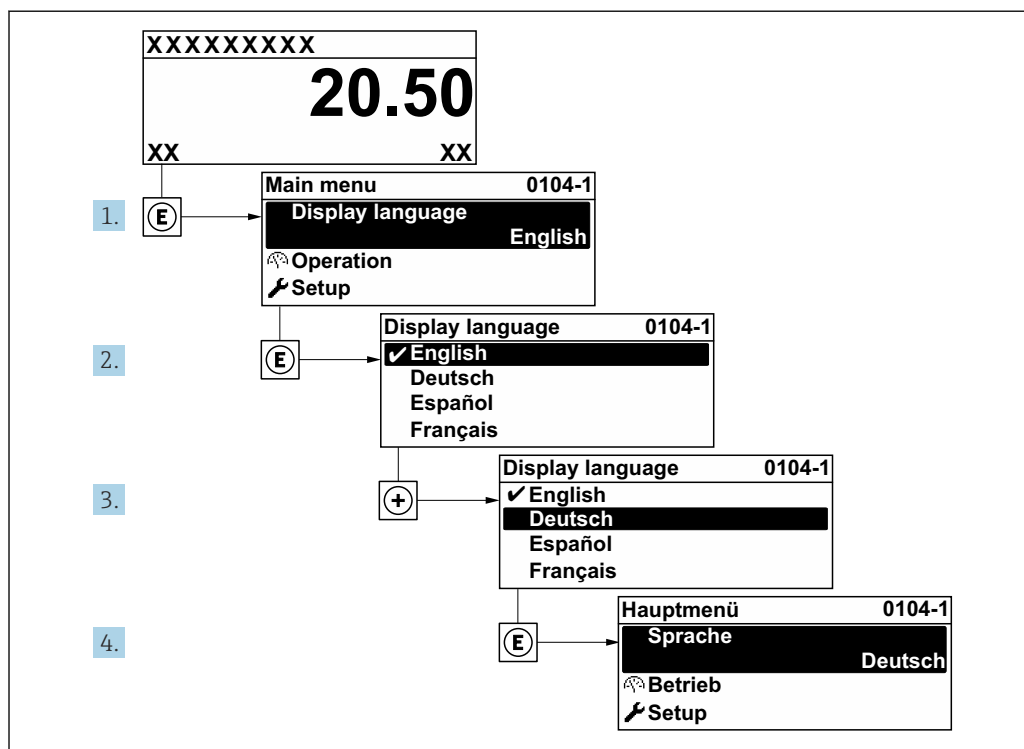 XXXXXXXXX
20.50
XX XX
1. E
Main menu 0104-1
Display language
English
Operation
Setup
2. E
Display language 0104-1
✔English
Deutsch
Español
Français
3. +
Display language 0104-1
✔English
Deutsch
Español
Français
4. E
Hauptmenü 0104-1
Sprache
Deutsch
Betrieb
Setup